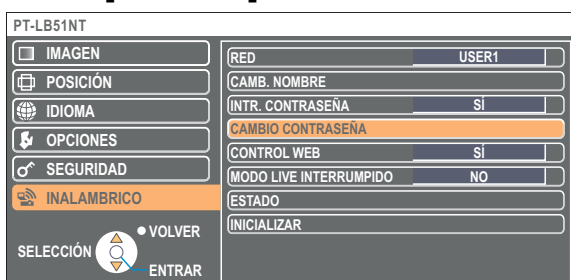 PT-LB51NT
IMAGEN
POSICIÓN
IDIOMA
OPCIONES
SEGURIDAD
INALAMBRICO
SELECCIÓN
VOLVER
ENTRAR
RED USER1
CAMB. NOMBRE
INTR. CONTRASEÑA SÍ
CAMBIO CONTRASEÑA
CONTROL WEB SÍ
MODO LIVE INTERRUMPIDO NO
ESTADO
INICIALIZAR